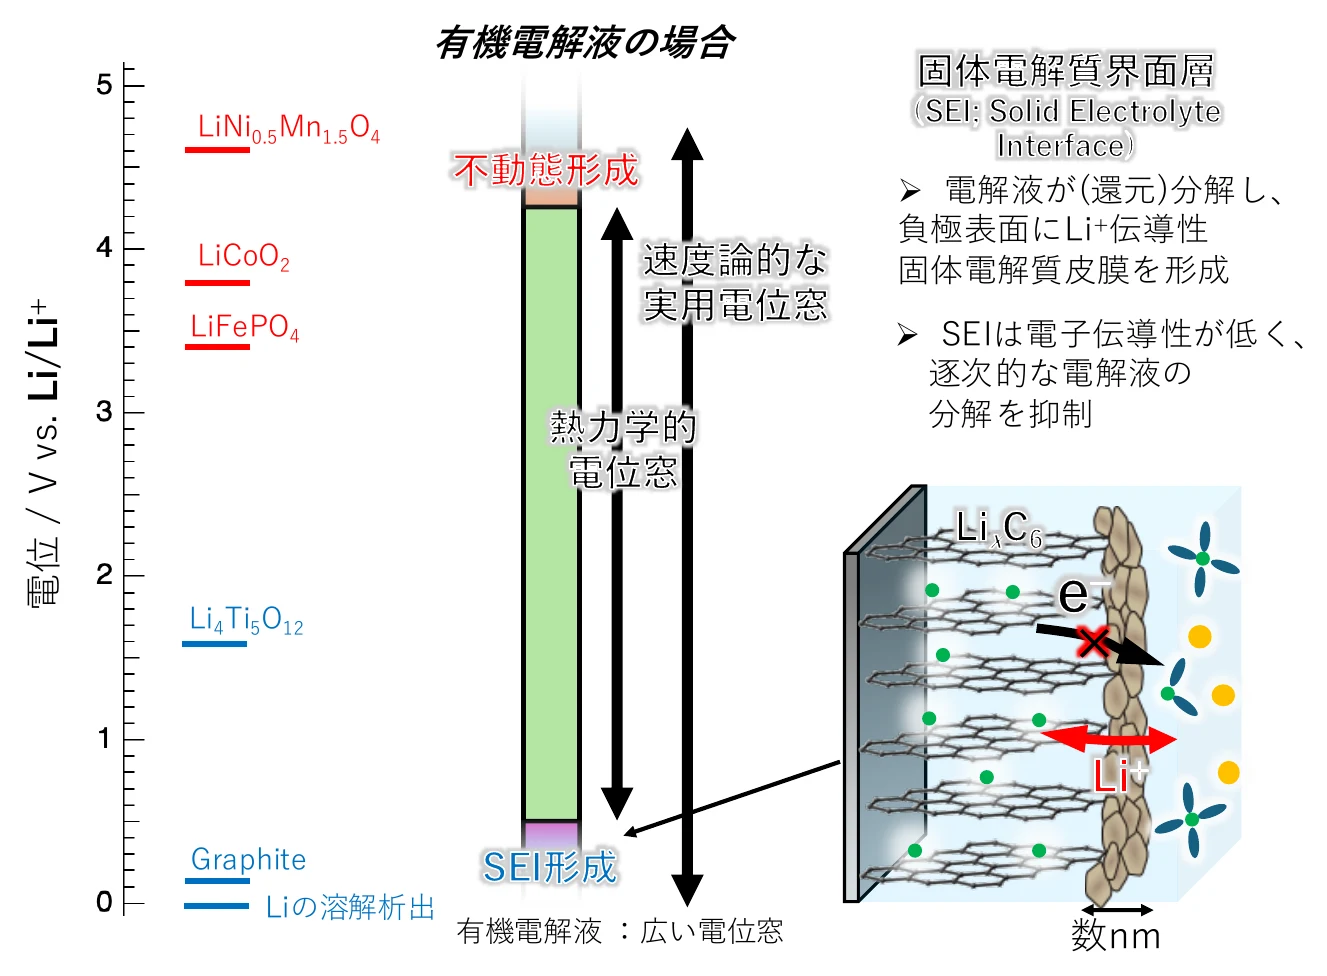 有機電解液の場合
電位 / V vs. Li/Li⁺
5
4
3
2
1
0
LiNi₀.₅Mn₁.₅O₄
LiCoO₂
LiFePO₄
Li₄Ti₅O₁₂
Graphite
Liの溶解析出
不動態形成
速度論的な
実用電位窓
熱力学的
電位窓
SEI形成
有機電解液 : 広い電位窓
固体電解質界面層
(SEI; Solid Electrolyte
Interface)
➢ 電解液が(還元)分解し、
負極表面にLi⁺伝導性
固体電解質皮膜を形成
➢ SEIは電子伝導性が低く、
逐次的な電解液の
分解を抑制
LiₓC₆
e⁻
Li⁺
数nm